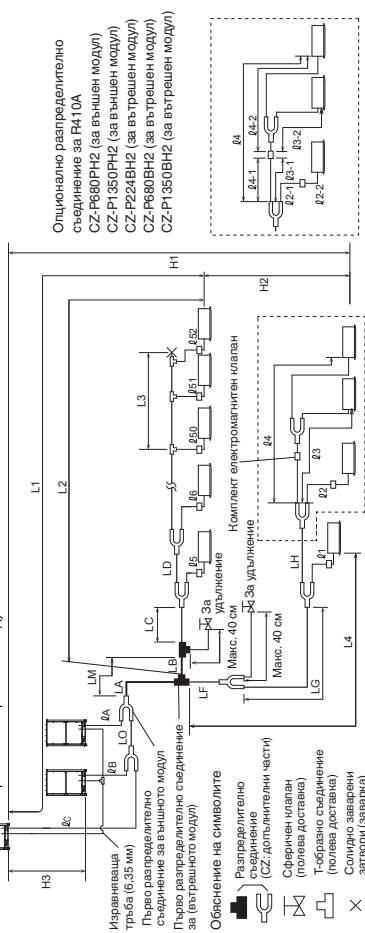 Опционално разпределително
съединение за R410A
CZ-P680PH2 (за външен модул)
CZ-P1350PH2 (за външен модул)
CZ-P224BH2 (за вътрешен модул)
CZ-P680BH2 (за вътрешен модул)
CZ-P1350BH2 (за вътрешен модул)
ℓ4
ℓ4-1
ℓ4-2
ℓ3-1
ℓ3-2
ℓ2-1
ℓ2-2
H1
H2
H3
L1
L2
L3
ℓ52
ℓ51
ℓ50
ℓ6
ℓ5
LD
LC
LM
LA
LB
LF
LO
ℓA
ℓB
ℓC
За
удължение
За удължение
Макс. 40 см
Макс. 40 см
Комплект електромагнитен клапан
ℓ4
ℓ3
ℓ2
ℓ1
LH
LG
L4
Изравняваща
тръба (6,35 мм)
Първо разпределително
съединение за външното модул
Първо разпределително съединение
за (вътрешното модул)
Обяснение на символите
Разпределително
съединение
(CZ: допълнителни части)
Сферичен клапан
(полева доставка)
Т-образно съединение
(полева доставка)
Солидно заварени
затвори (заварка)